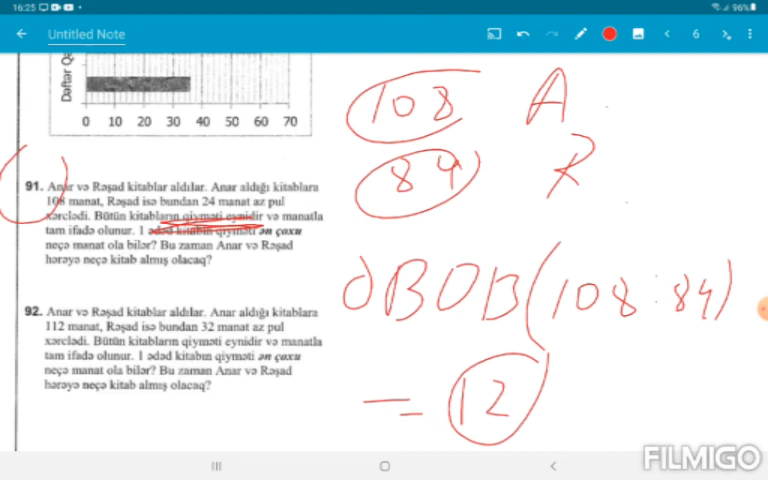 16:25
96%
Untitled Note
6
Dəftər Qə
0 10 20 30 40 50 60 70
108 A
84 R
91. Anar və Rəşad kitablar aldılar. Anar aldığı kitablara
108 manat, Rəşad isə bundan 24 manat az pul
xərclədi. Bütün kitabların qiyməti eynidir və manatla
tam ifadə olunur. 1 ədəd kitabın qiyməti ən çoxu
neçə manat ola bilər? Bu zaman Anar və Rəşad
hərəyə neçə kitab almış olacaq?
ƏBOB(108:84)
= 12
92. Anar və Rəşad kitablar aldılar. Anar aldığı kitablara
112 manat, Rəşad isə bundan 32 manat az pul
xərclədi. Bütün kitabların qiyməti eynidir və manatla
tam ifadə olunur. 1 ədəd kitabın qiyməti ən çoxu
neçə manat ola bilər? Bu zaman Anar və Rəşad
hərəyə neçə kitab almış olacaq?
FILMIGO